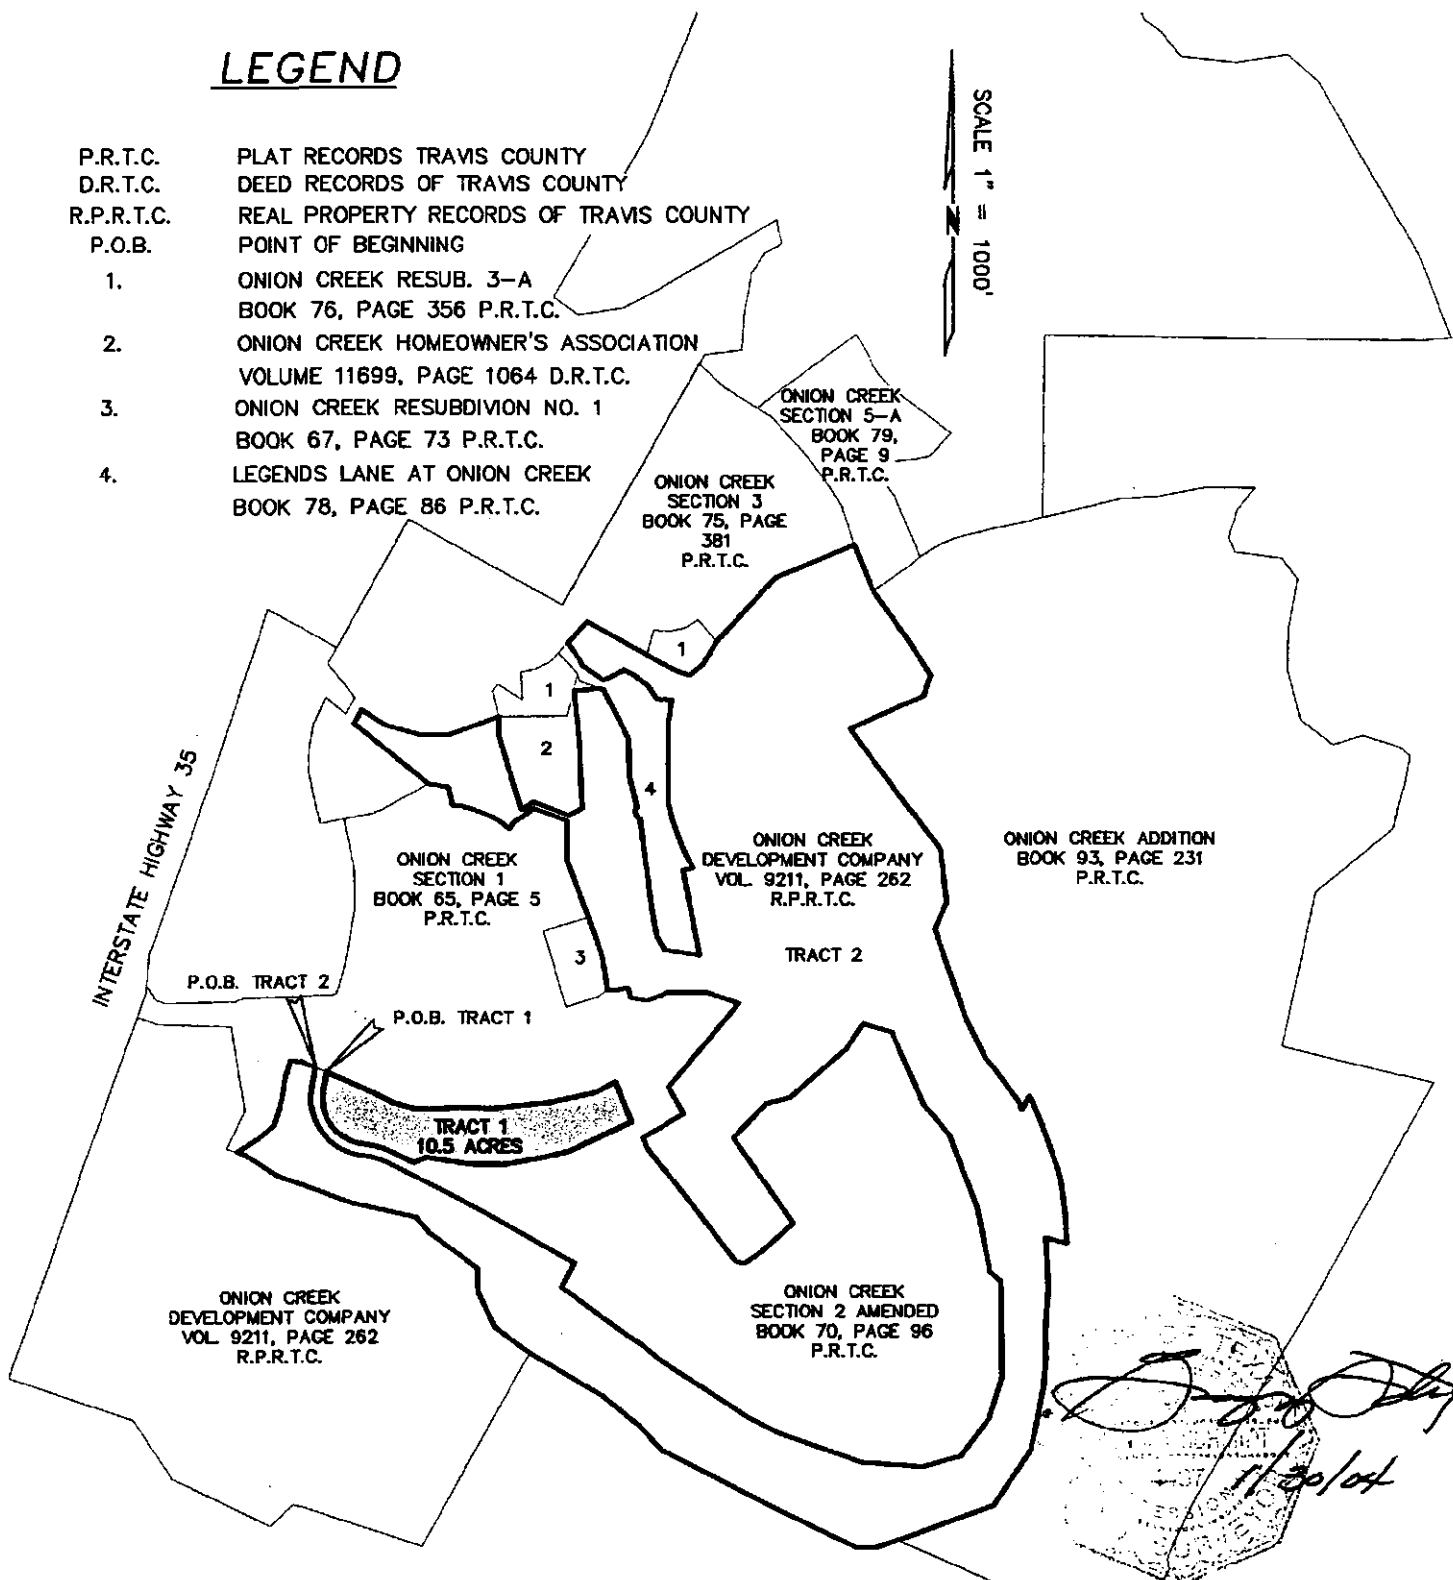 LEGEND
P.R.T.C. PLAT RECORDS TRAVIS COUNTY
D.R.T.C. DEED RECORDS OF TRAVIS COUNTY
R.P.R.T.C. REAL PROPERTY RECORDS OF TRAVIS COUNTY
P.O.B. POINT OF BEGINNING
1. ONION CREEK RESUB. 3-A
BOOK 76, PAGE 356 P.R.T.C.
2. ONION CREEK HOMEOWNER'S ASSOCIATION
VOLUME 11699, PAGE 1064 D.R.T.C.
3. ONION CREEK RESUBDIVION NO. 1
BOOK 67, PAGE 73 P.R.T.C.
4. LEGENDS LANE AT ONION CREEK
BOOK 78, PAGE 86 P.R.T.C.
SCALE 1" = 1000'
N
ONION CREEK
SECTION 5-A
BOOK 79,
PAGE 9
P.R.T.C.
ONION CREEK
SECTION 3
BOOK 75, PAGE
381
P.R.T.C.
1
1
2
4
INTERSTATE HIGHWAY 35
ONION CREEK
SECTION 1
BOOK 65, PAGE 5
P.R.T.C.
ONION CREEK
DEVELOPMENT COMPANY
VOL. 9211, PAGE 262
R.P.R.T.C.
TRACT 2
ONION CREEK ADDITION
BOOK 93, PAGE 231
P.R.T.C.
3
P.O.B. TRACT 2
P.O.B. TRACT 1
TRACT 1
10.5 ACRES
ONION CREEK
DEVELOPMENT COMPANY
VOL. 9211, PAGE 262
R.P.R.T.C.
ONION CREEK
SECTION 2 AMENDED
BOOK 70, PAGE 96
P.R.T.C.
1/30/04